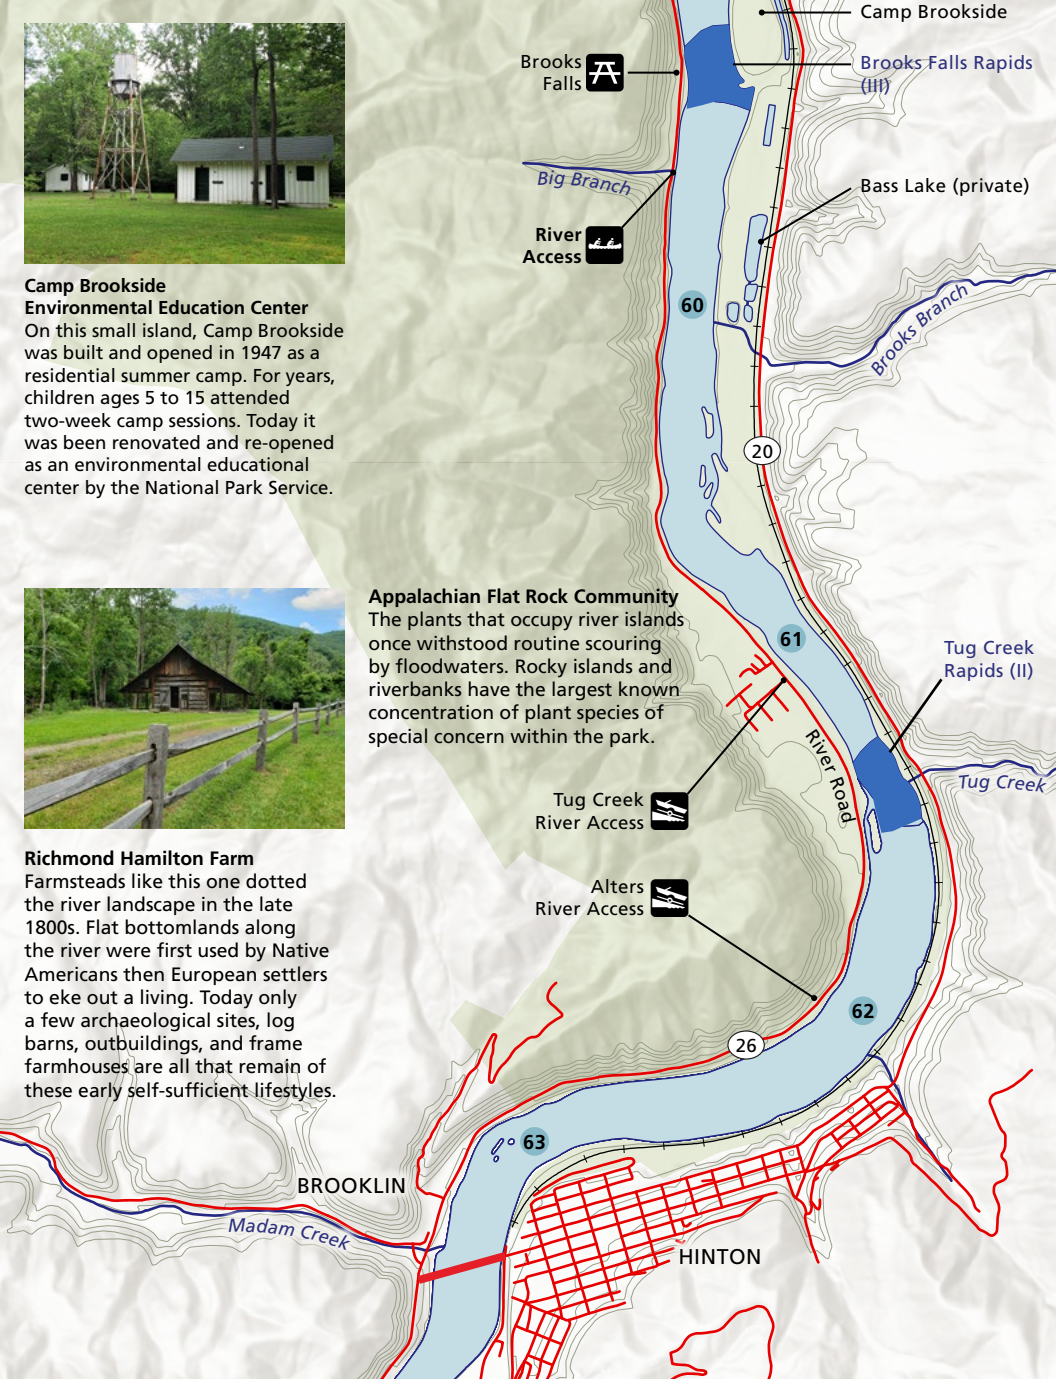 Camp Brookside
Brooks
Falls
Brooks Falls Rapids
(III)
Big Branch
Bass Lake (private)
River
Access
Camp Brookside
Environmental Education Center
On this small island, Camp Brookside
was built and opened in 1947 as a
residential summer camp. For years,
children ages 5 to 15 attended
two-week camp sessions. Today it
was been renovated and re-opened
as an environmental educational
center by the National Park Service.
60
Brooks Branch
20
Appalachian Flat Rock Community
The plants that occupy river islands
once withstood routine scouring
by floodwaters. Rocky islands and
riverbanks have the largest known
concentration of plant species of
special concern within the park.
61
Tug Creek
Rapids (II)
River Road
Tug Creek
Tug Creek
River Access
Alters
River Access
Richmond Hamilton Farm
Farmsteads like this one dotted
the river landscape in the late
1800s. Flat bottomlands along
the river were first used by Native
Americans then European settlers
to eke out a living. Today only
a few archaeological sites, log
barns, outbuildings, and frame
farmhouses are all that remain of
these early self-sufficient lifestyles.
62
26
63
BROOKLIN
Madam Creek
HINTON